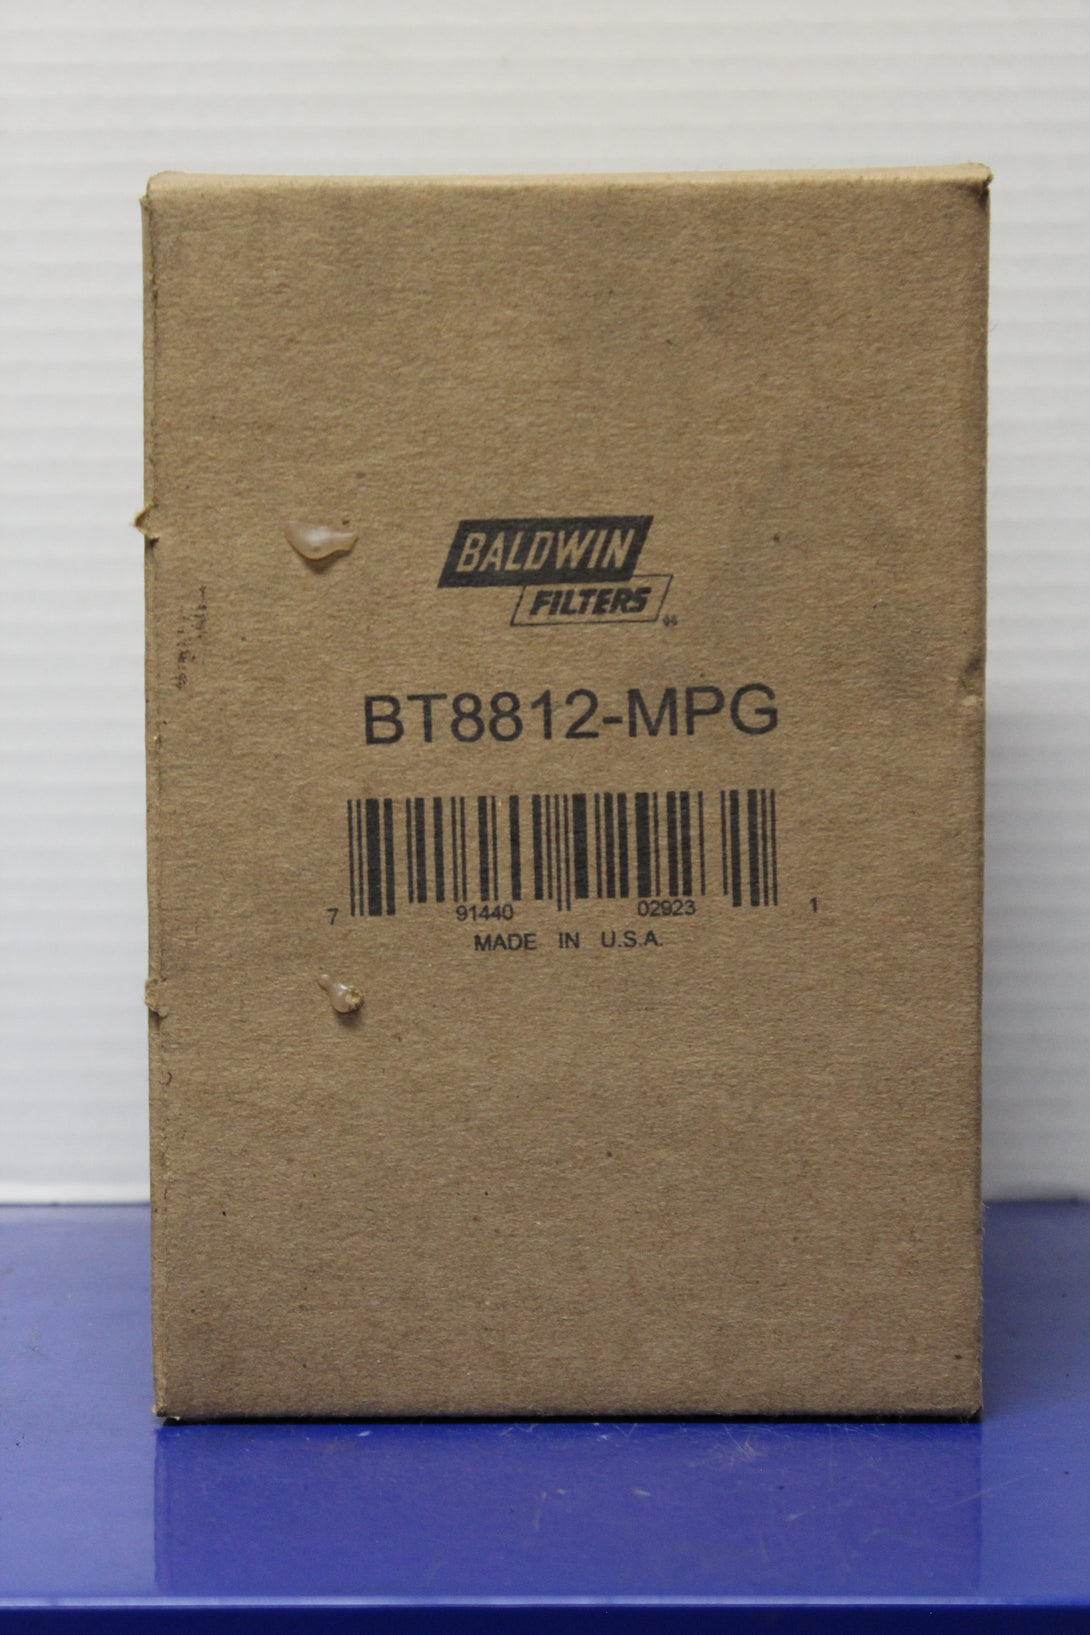 BALDWIN
FILTERS
BT8812-MPG
7 91440 02923 1
MADE IN U.S.A.